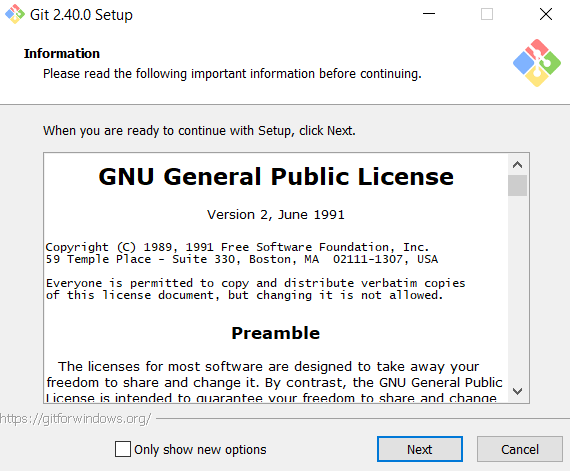 Git 2.40.0 Setup
Information
Please read the following important information before continuing.
When you are ready to continue with Setup, click Next.
GNU General Public License
Version 2, June 1991
Copyright (C) 1989, 1991 Free Software Foundation, Inc.
59 Temple Place - Suite 330, Boston, MA  02111-1307, USA
Everyone is permitted to copy and distribute verbatim copies
of this license document, but changing it is not allowed.
Preamble
The licenses for most software are designed to take away your
freedom to share and change it. By contrast, the GNU General Public
License is intended to guarantee your freedom to share and change
https://gitforwindows.org/
Only show new options
Next
Cancel